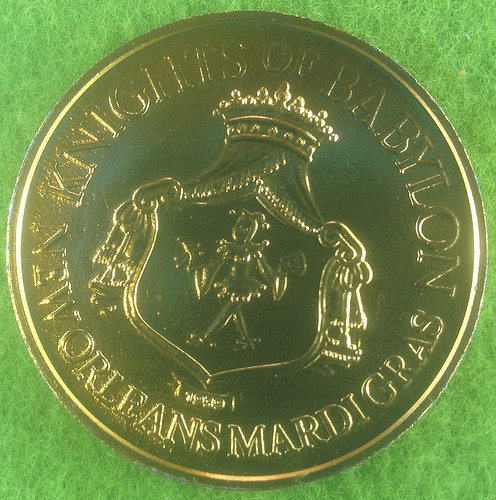 KNIGHTS OF BABYLON
NEW ORLEANS MARDI GRAS